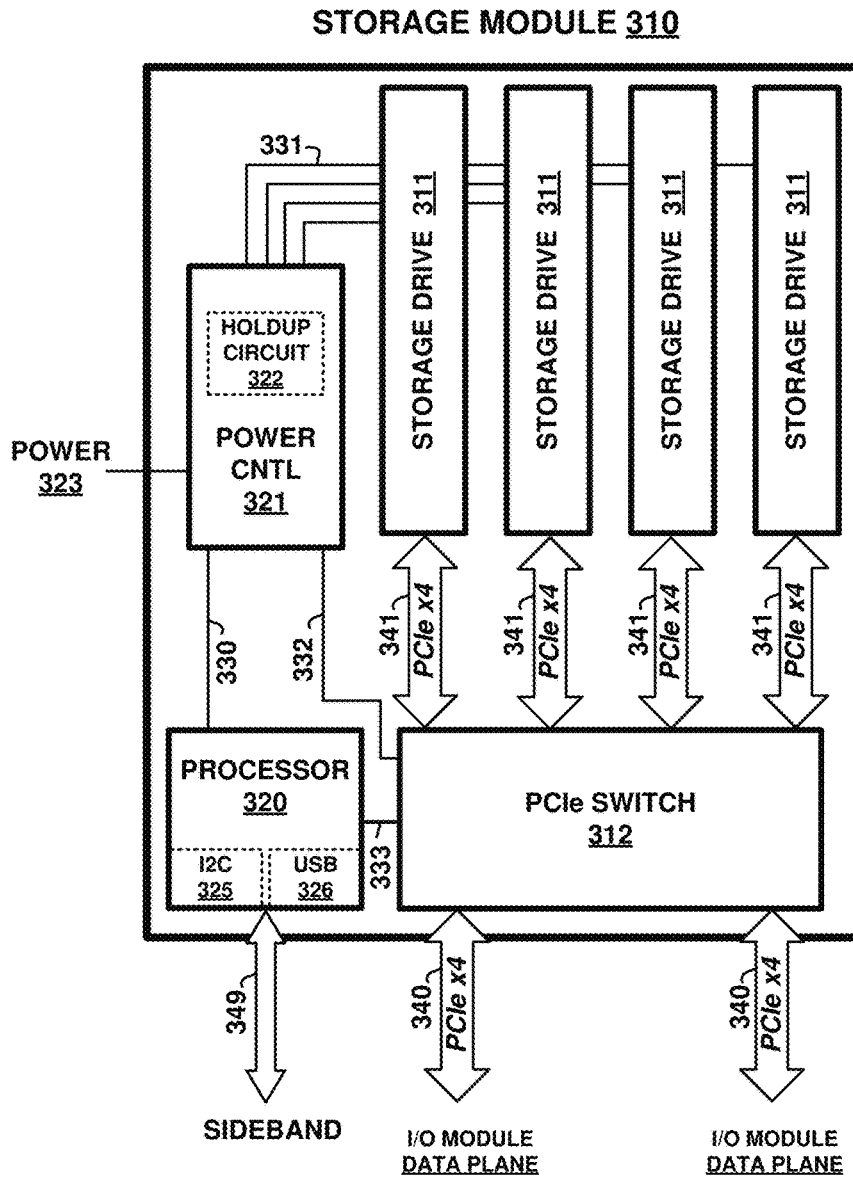 STORAGE MODULE 310
331
STORAGE DRIVE 311
STORAGE DRIVE 311
STORAGE DRIVE 311
STORAGE DRIVE 311
HOLDUP
CIRCUIT
322
POWER
CNTL
321
POWER
323
330
332
341
PCIe x4
341
PCIe x4
341
PCIe x4
341
PCIe x4
PROCESSOR
320
I2C
325
USB
326
333
PCIe SWITCH
312
349
340
PCIe x4
340
PCIe x4
SIDEBAND
I/O MODULE
DATA PLANE
I/O MODULE
DATA PLANE